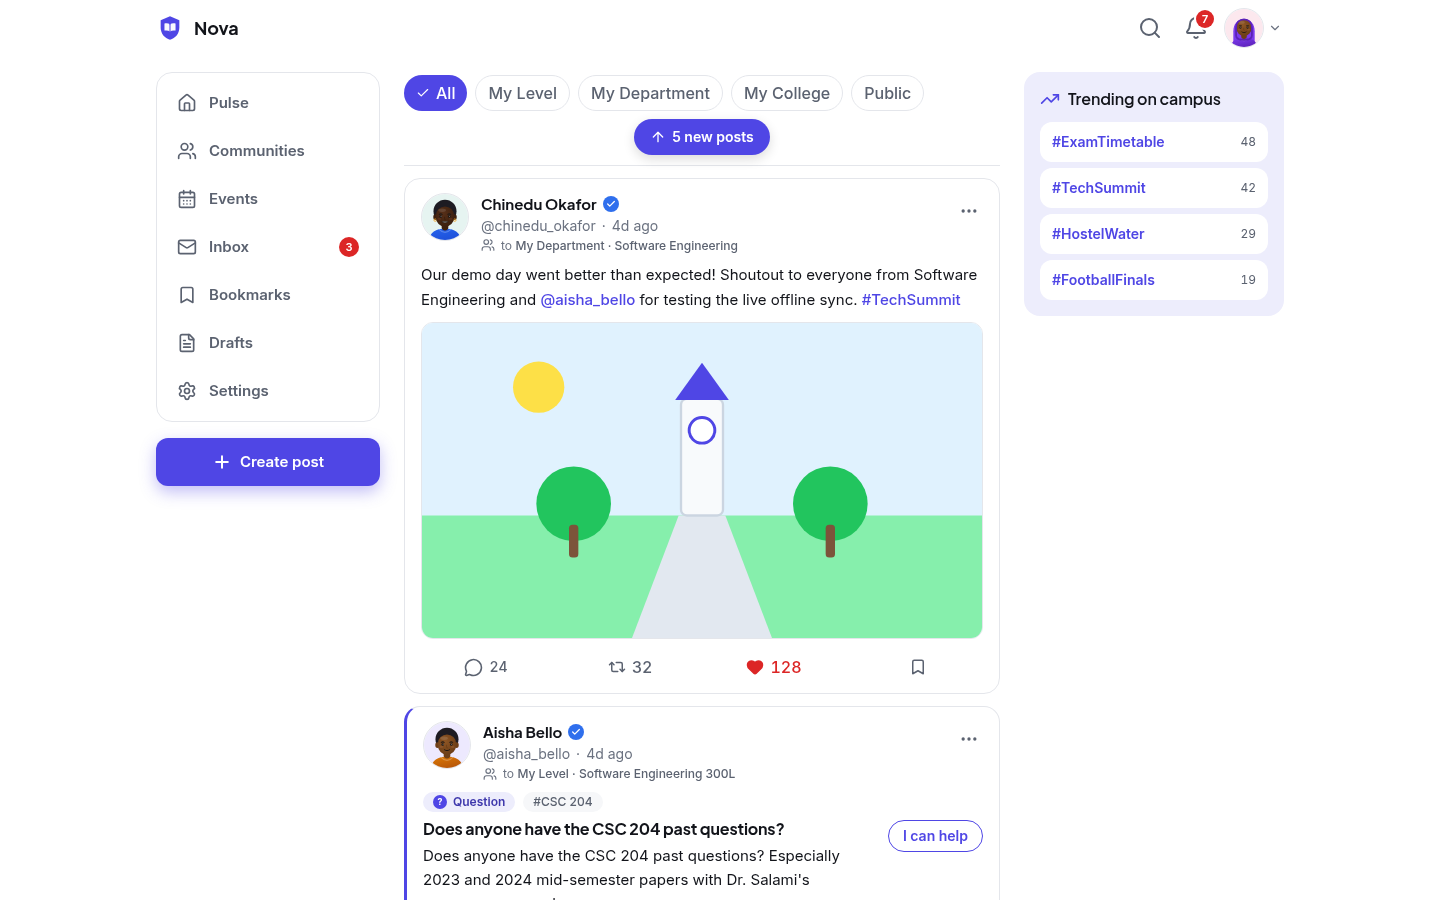 Nova
7
Pulse
Communities
Events
Inbox 3
Bookmarks
Drafts
Settings
Create post
All My Level My Department My College Public
5 new posts
Chinedu Okafor
@chinedu_okafor · 4d ago
to My Department · Software Engineering
Our demo day went better than expected! Shoutout to everyone from Software
Engineering and @aisha_bello for testing the live offline sync. #TechSummit
24 32 128
Aisha Bello
@aisha_bello · 4d ago
to My Level · Software Engineering 300L
? Question #CSC 204
Does anyone have the CSC 204 past questions?
I can help
Does anyone have the CSC 204 past questions? Especially
2023 and 2024 mid-semester papers with Dr. Salami's
Trending on campus
#ExamTimetable 48
#TechSummit 42
#HostelWater 29
#FootballFinals 19